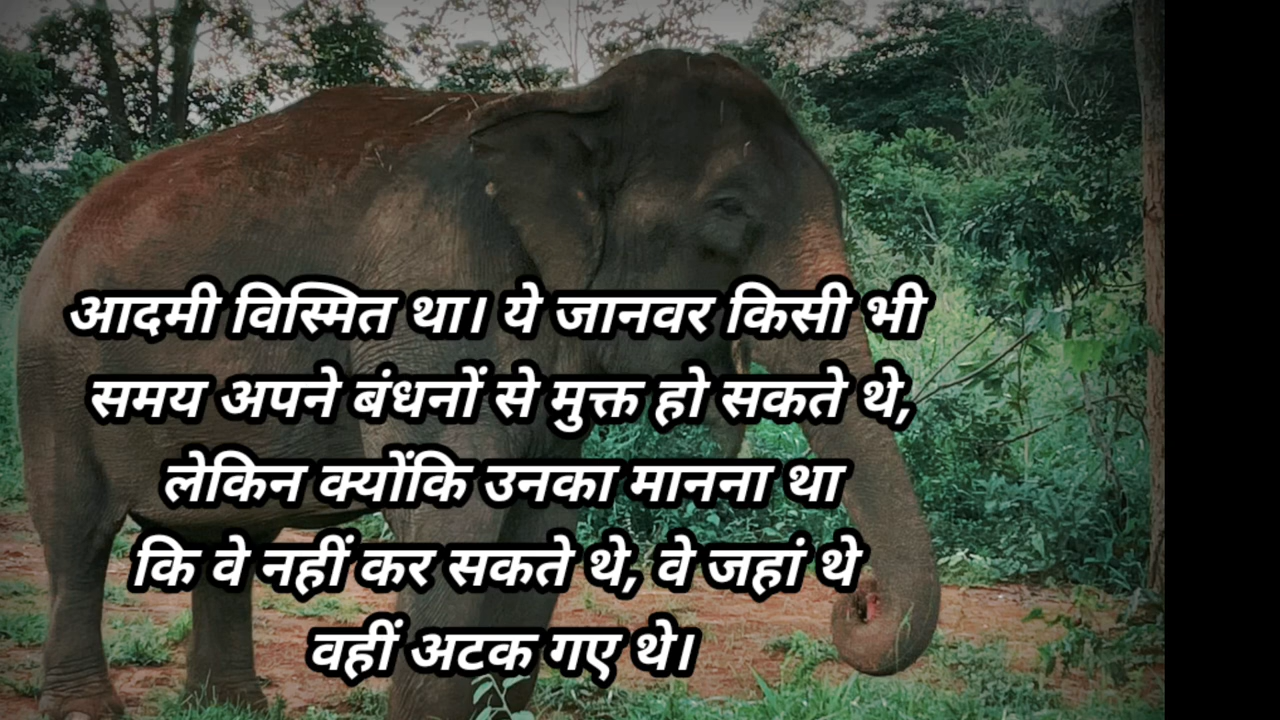 आदमी विस्मित था। ये जानवर किसी भी
समय अपने बंधनों से मुक्त हो सकते थे,
लेकिन क्योंकि उनका मानना था
कि वे नहीं कर सकते थे, वे जहां थे
वहीं अटक गए थे।